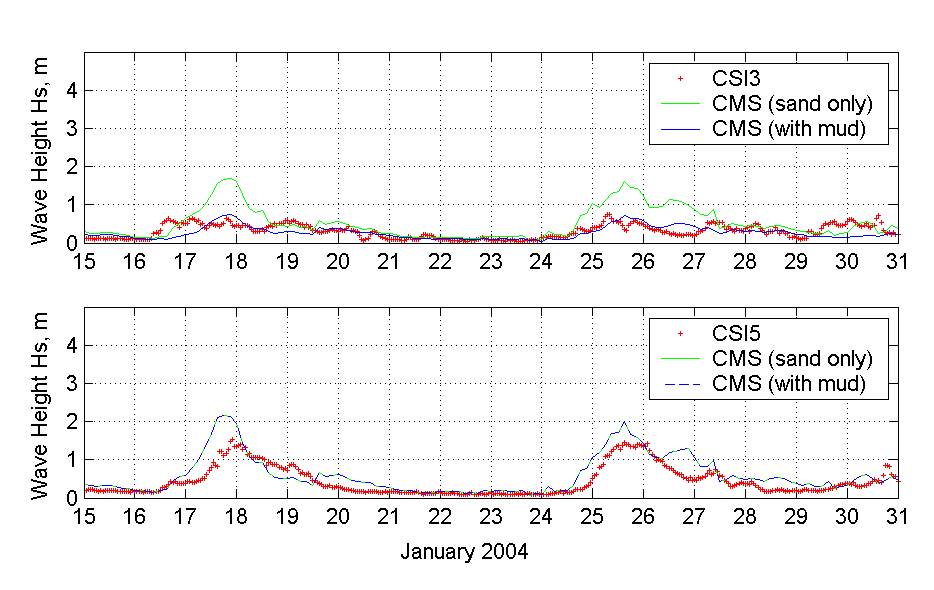 Wave Height Hs, m
4
3
2
1
0
CSI3
CMS (sand only)
CMS (with mud)
15 16 17 18 19 20 21 22 23 24 25 26 27 28 29 30 31
Wave Height Hs, m
4
3
2
1
0
CSI5
CMS (sand only)
CMS (with mud)
15 16 17 18 19 20 21 22 23 24 25 26 27 28 29 30 31
January 2004